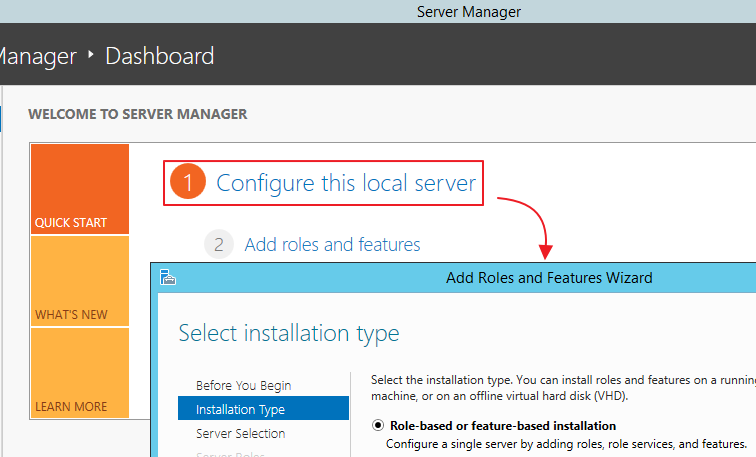 Server Manager
Manager • Dashboard
WELCOME TO SERVER MANAGER
1 Configure this local server
QUICK START
2 Add roles and features
Add Roles and Features Wizard
WHAT'S NEW
Select installation type
Select the installation type. You can install roles and features on a running
machine, or on an offline virtual hard disk (VHD).
Before You Begin
Installation Type
LEARN MORE
Role-based or feature-based installation
Server Selection
Configure a single server by adding roles, role services, and features.
Server Roles